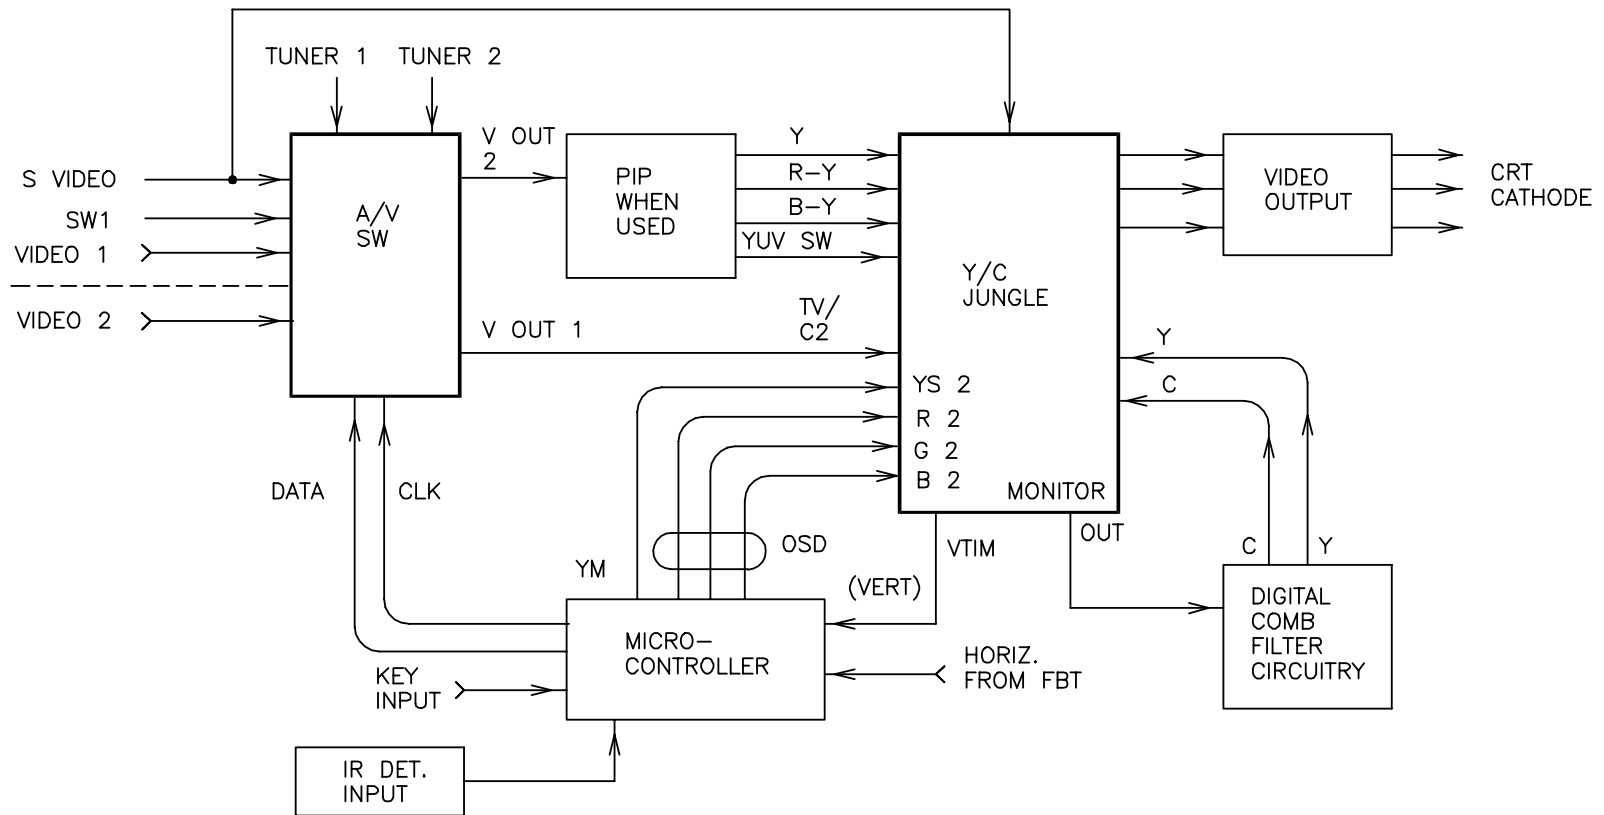 TUNER 1
TUNER 2
S VIDEO
SW1
VIDEO 1
VIDEO 2
A/V
SW
V OUT
2
V OUT 1
PIP
WHEN
USED
Y
R-Y
B-Y
YUV SW
TV/
C2
Y/C
JUNGLE
YS 2
R 2
G 2
B 2
MONITOR
OUT
VIDEO
OUTPUT
CRT
CATHODE
Y
C
C
Y
DIGITAL
COMB
FILTER
CIRCUITRY
DATA
CLK
YM
OSD
VTIM
(VERT)
MICRO-
CONTROLLER
HORIZ.
FROM FBT
KEY
INPUT
IR DET.
INPUT